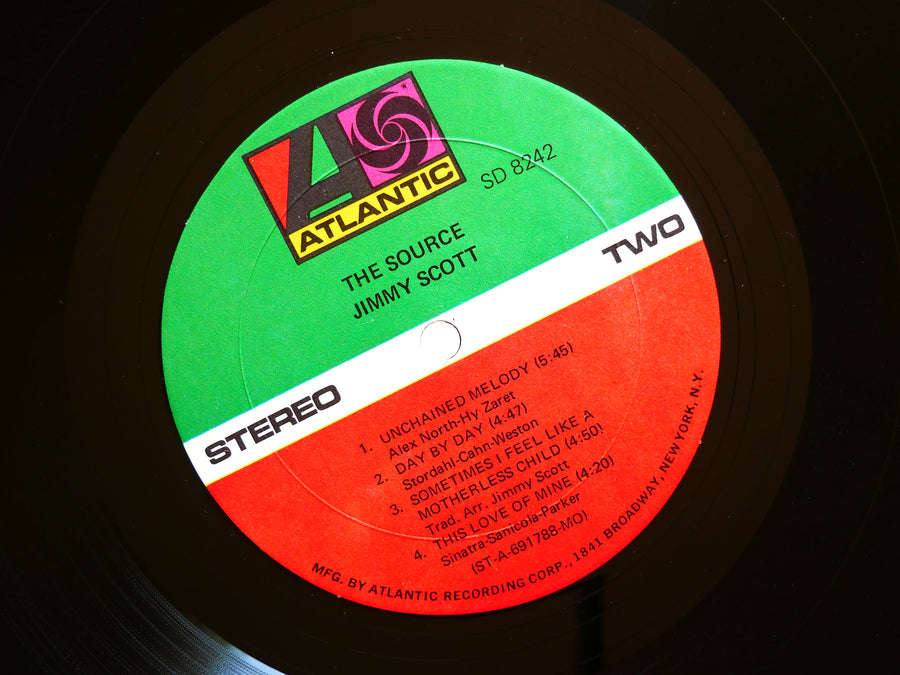 ATLANTIC
SD 8242
THE SOURCE
JIMMY SCOTT
STEREO
TWO
1. UNCHAINED MELODY (5:45)
Alex North-Hy Zaret
2. DAY BY DAY (4:47)
Stordahl-Cahn-Weston
3. SOMETIMES I FEEL LIKE A
MOTHERLESS CHILD (4:50)
Trad. Arr. Jimmy Scott
4. THIS LOVE OF MINE (4:20)
Sinatra-Sanicola-Parker
(ST-A-691788-MO)
MFG. BY ATLANTIC RECORDING CORP., 1841 BROADWAY, NEW YORK, N.Y.